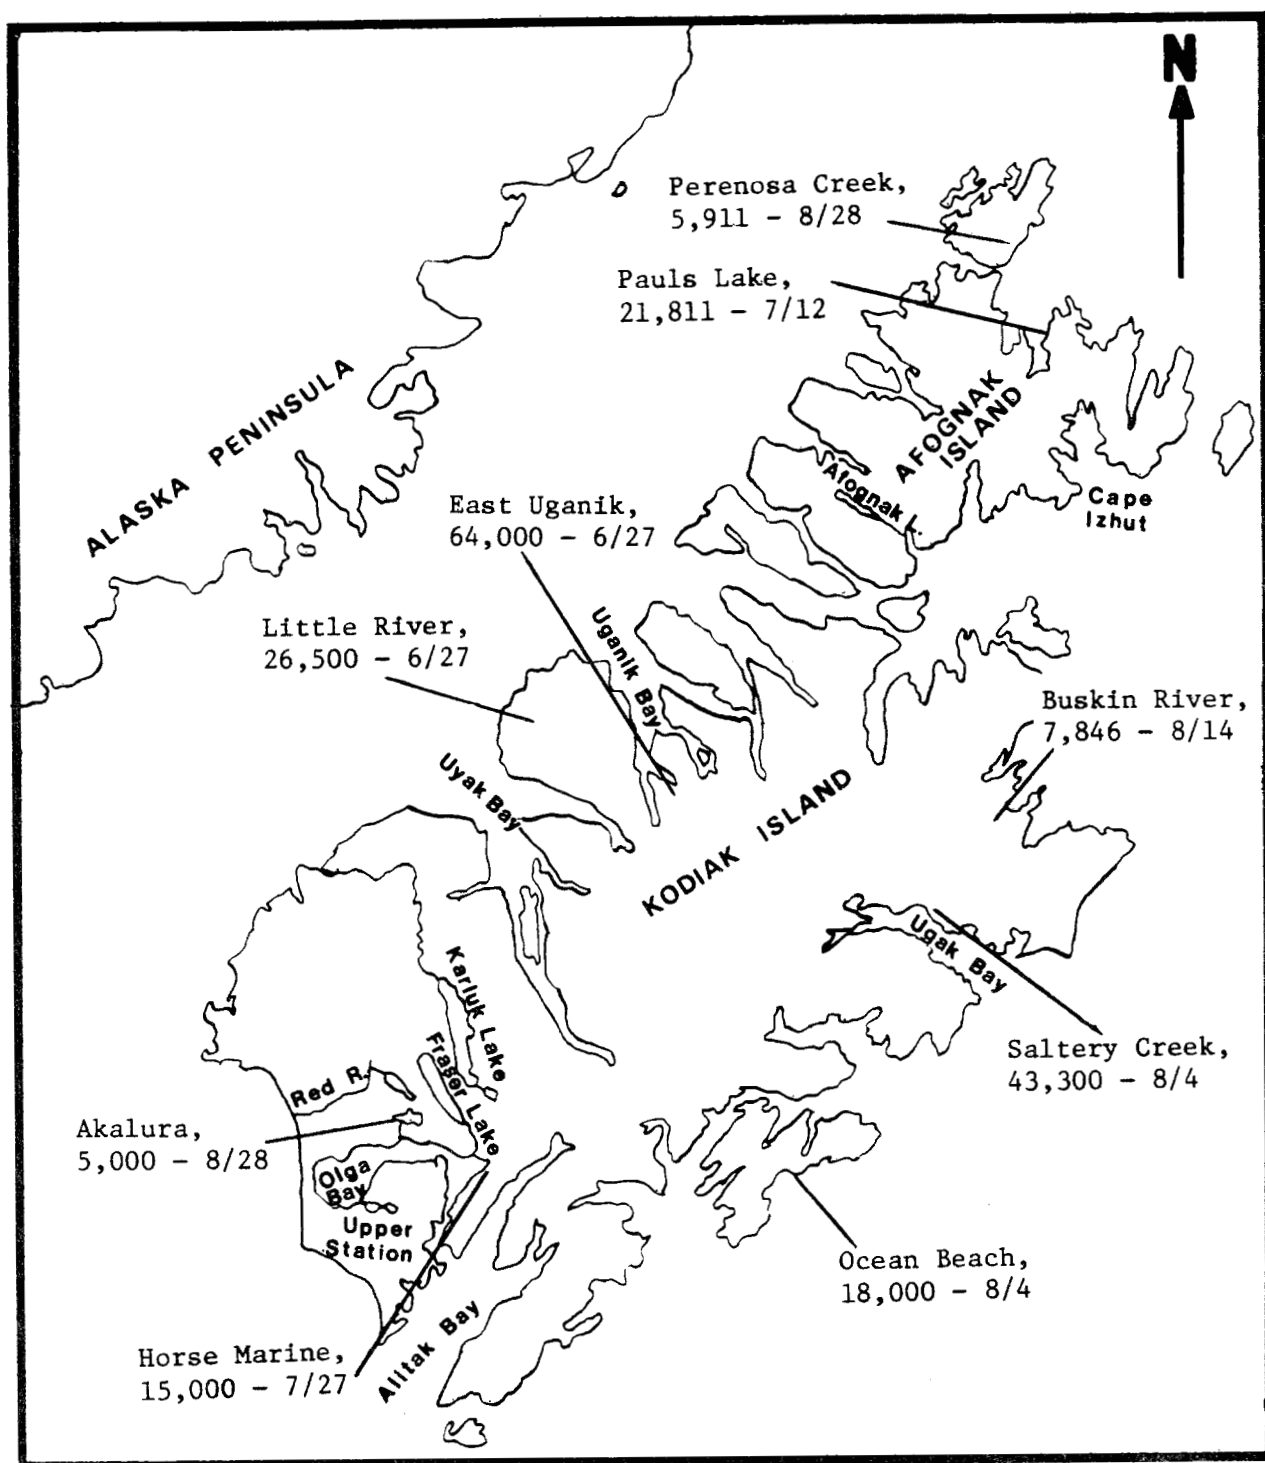 N
Perenosa Creek,
5,911 - 8/28
Pauls Lake,
21,811 - 7/12
ALASKA PENINSULA
AFOGNAK
ISLAND
Afognak L.
Cape
Izhut
East Uganik,
64,000 - 6/27
Little River,
26,500 - 6/27
Uganik Bay
Buskin River,
7,846 - 8/14
Uyak Bay
KODIAK ISLAND
Ugak Bay
Karluk Lake
Fraser Lake
Saltery Creek,
43,300 - 8/4
Red R.
Akalura,
5,000 - 8/28
Olga
Bay
Upper
Station
Ocean Beach,
18,000 - 8/4
Horse Marine,
15,000 - 7/27
Alitak Bay